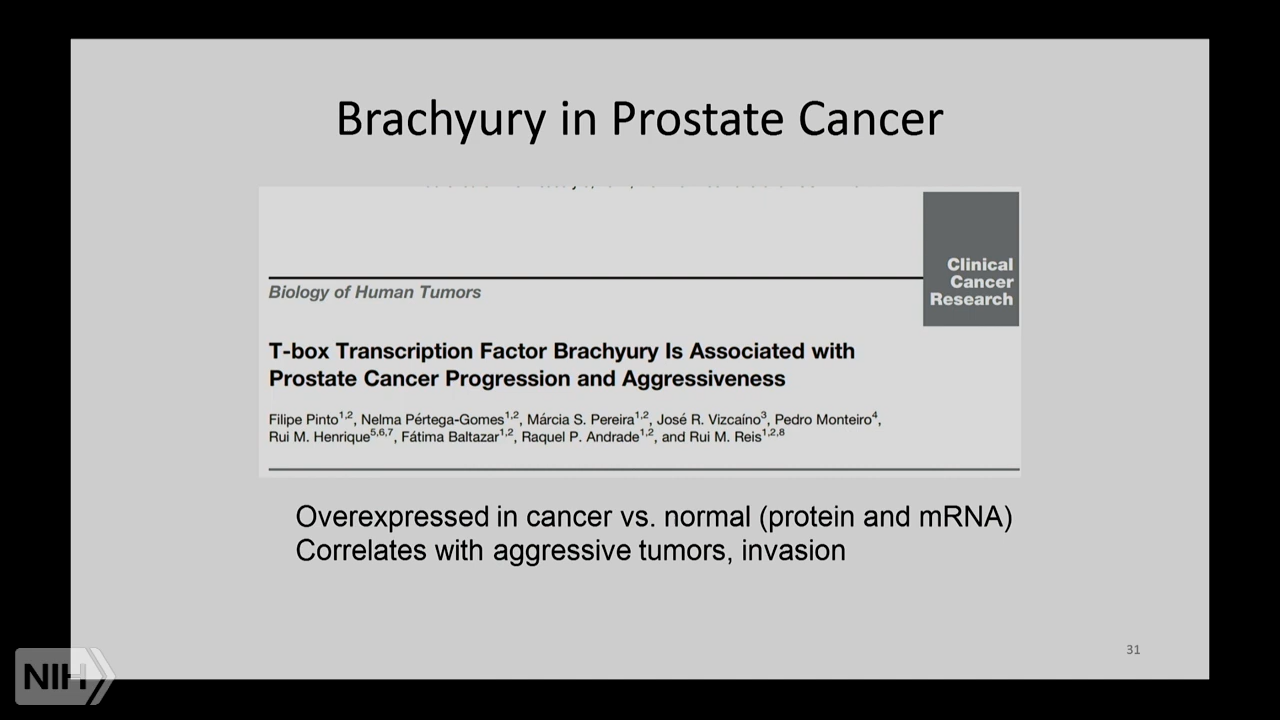 Brachyury in Prostate Cancer
Clinical
Cancer
Research
Biology of Human Tumors
T-box Transcription Factor Brachyury Is Associated with
Prostate Cancer Progression and Aggressiveness
Filipe Pinto1,2, Nelma Pértega-Gomes1,2, Márcia S. Pereira1,2, José R. Vizcaíno3, Pedro Monteiro4,
Rui M. Henrique5,6,7, Fátima Baltazar1,2, Raquel P. Andrade1,2, and Rui M. Reis1,2,8
Overexpressed in cancer vs. normal (protein and mRNA)
Correlates with aggressive tumors, invasion
31
NIH